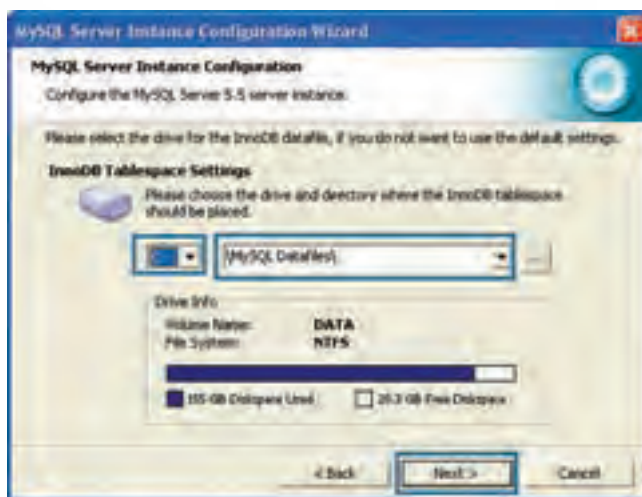 MySQL Server Instance Configuration Wizard
MySQL Server Instance Configuration
Configure the MySQL Server 5.5 server instance.
Please select the drive for the InnoDB datafile, if you do not want to use the default settings.
InnoDB Tablespace Settings
Please choose the drive and directory where the InnoDB tablespace
should be placed.
\MySQL Datafiles\
...
Drive Info
Volume Name: DATA
File System: NTFS
GB Diskspace Used GB Free Diskspace
< Back Next > Cancel